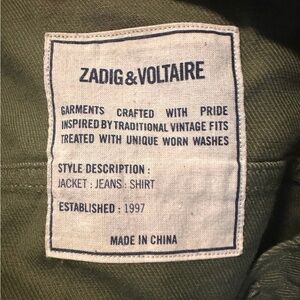 ZADIG&VOLTAIRE
GARMENTS CRAFTED WITH PRIDE
INSPIRED BY TRADITIONAL VINTAGE FITS
TREATED WITH UNIQUE WORN WASHES
STYLE DESCRIPTION :
JACKET : JEANS : SHIRT
ESTABLISHED : 1997
MADE IN CHINA